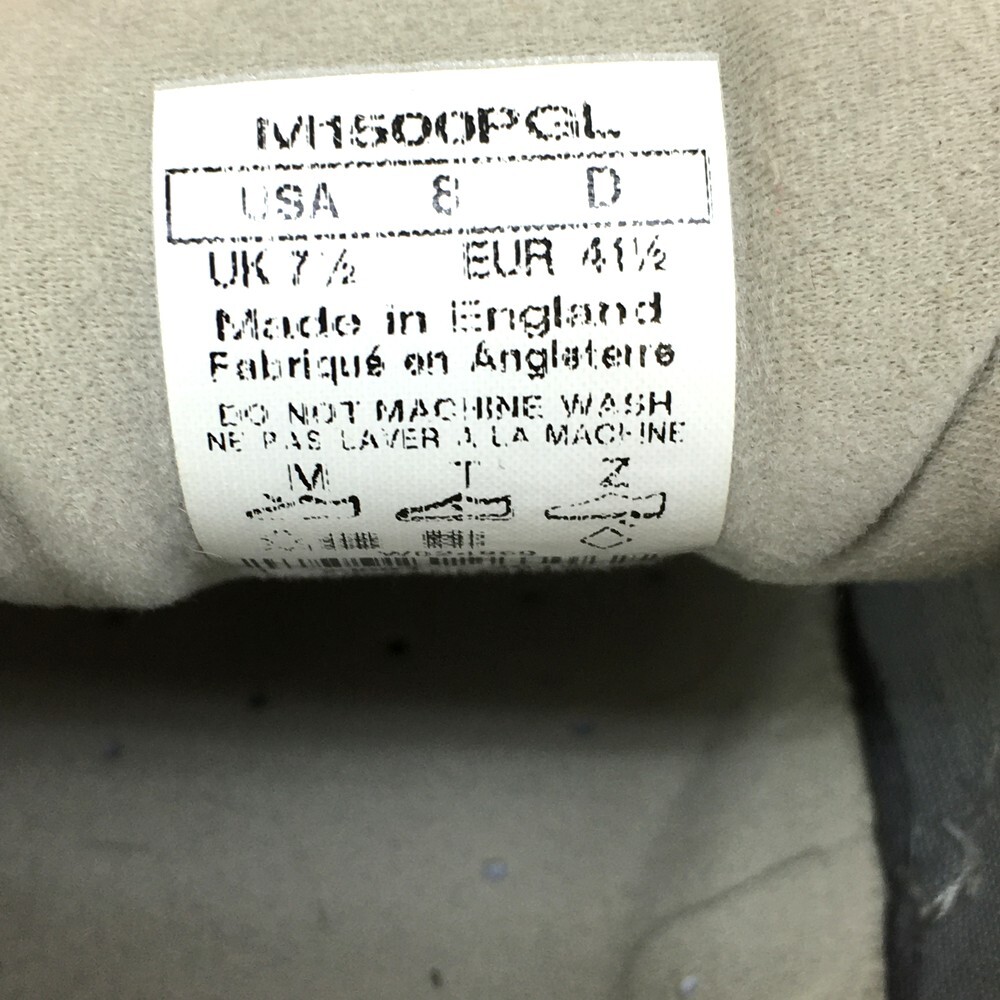 M1500PGL
USA 8 D
UK 7½ EUR 41½
Made in England
Fabriqué en Angleterre
DO NOT MACHINE WASH
NE PAS LAVER A LA MACHINE
M T Z